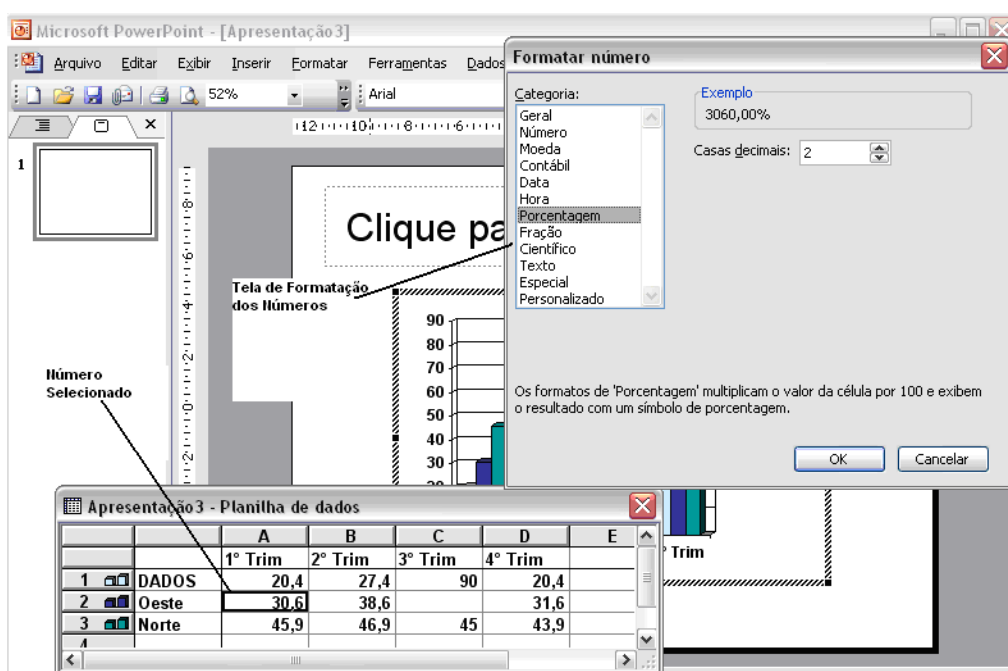 Microsoft PowerPoint - [Apresentação3]
Arquivo Editar Exibir Inserir Formatar Ferramentas Dados
52% Arial
1
Clique pa
Tela de Formatação
dos Números
Número
Selecionado
90
80
70
60
50
40
30
20
° Trim
Formatar número
Categoria:
Geral
Número
Moeda
Contábil
Data
Hora
Porcentagem
Fração
Científico
Texto
Especial
Personalizado
Exemplo
3060,00%
Casas decimais: 2
Os formatos de 'Porcentagem' multiplicam o valor da célula por 100 e exibem
o resultado com um símbolo de porcentagem.
OK Cancelar
Apresentação3 - Planilha de dados
A B C D E
1° Trim 2° Trim 3° Trim 4° Trim
1 DADOS 20,4 27,4 90 20,4
2 Oeste 30,6 38,6 31,6
3 Norte 45,9 46,9 45 43,9
4